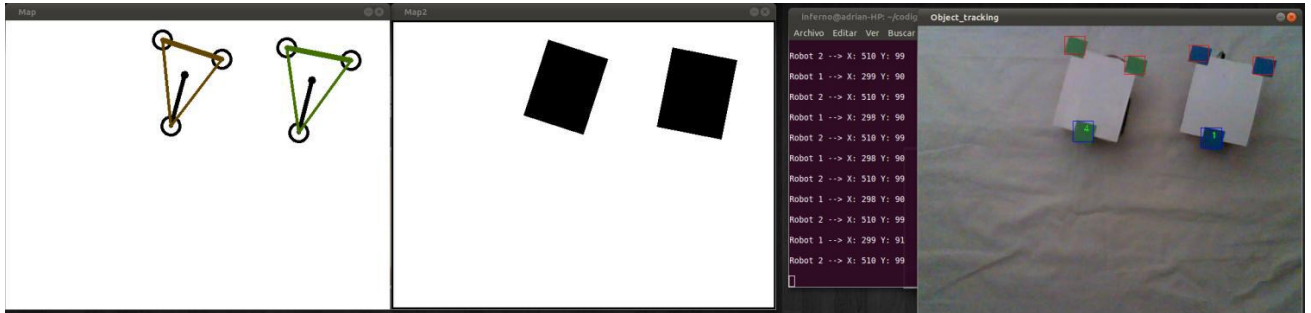 Map
Map2
Inferno@adrian-HP: ~/codig
Archivo Editar Ver Buscar
Robot 2 --> X: 510 Y: 99
Robot 1 --> X: 299 Y: 90
Robot 2 --> X: 510 Y: 99
Robot 1 --> X: 298 Y: 90
Robot 2 --> X: 510 Y: 99
Robot 1 --> X: 298 Y: 90
Robot 2 --> X: 510 Y: 99
Robot 1 --> X: 298 Y: 90
Robot 2 --> X: 510 Y: 99
Robot 1 --> X: 299 Y: 91
Robot 2 --> X: 510 Y: 99
Object_tracking
1